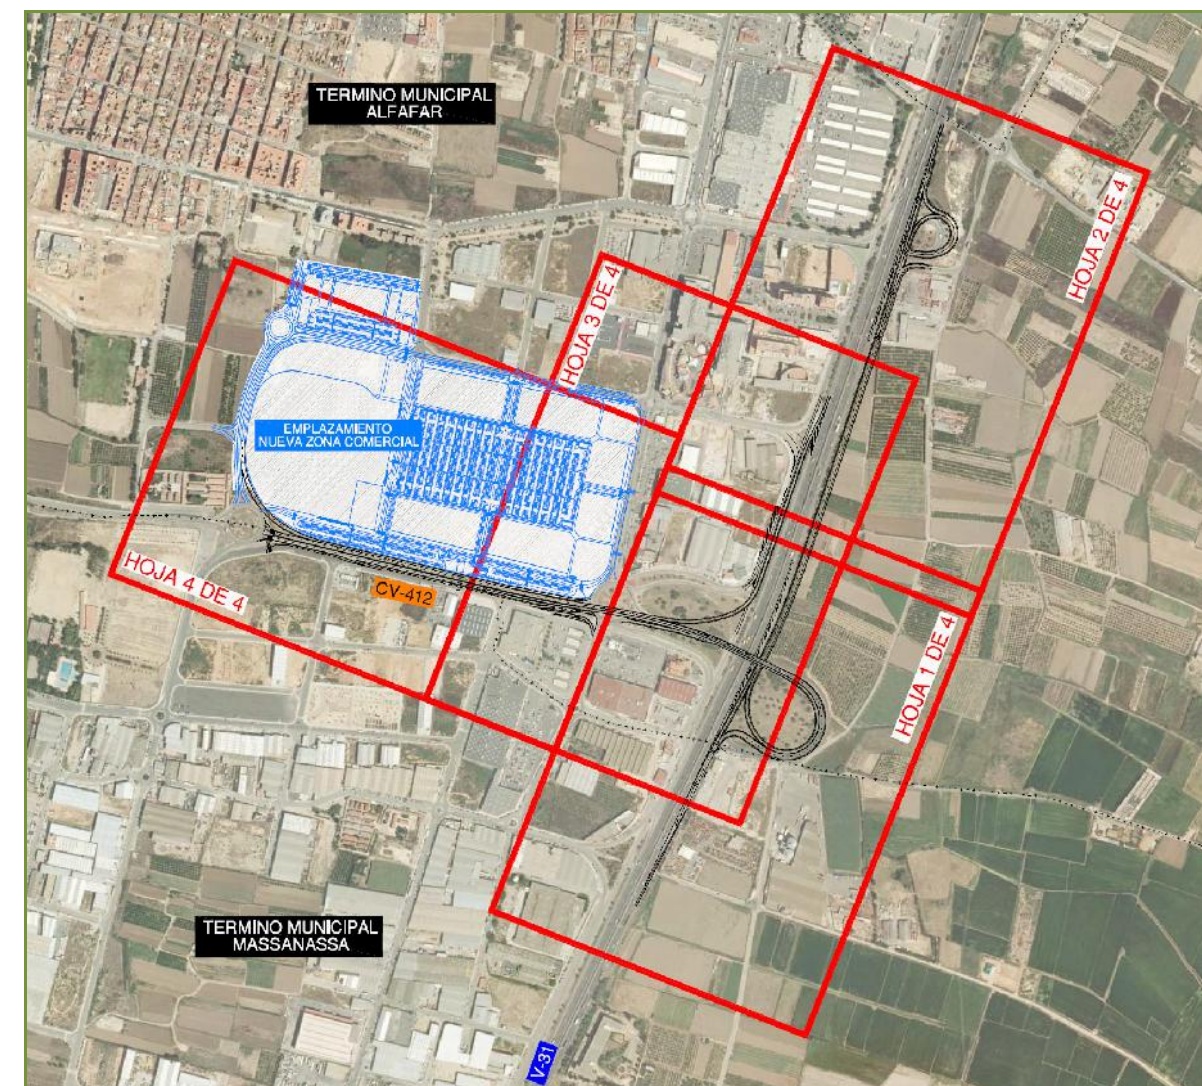 TERMINO MUNICIPAL
ALFAFAR
HOJA 2 DE 4
HOJA 3 DE 4
EMPLAZAMIENTO
NUEVA ZONA COMERCIAL
HOJA 4 DE 4
CV-412
HOJA 1 DE 4
TERMINO MUNICIPAL
MASSANASSA
V-31